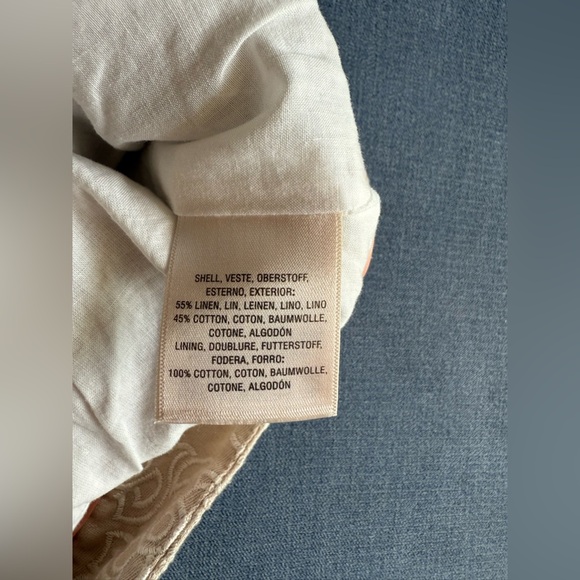 SHELL, VESTE, OBERSTOFF,
ESTERNO, EXTERIOR:
55% LINEN, LIN, LEINEN, LINO, LINO
45% COTTON, COTON, BAUMWOLLE,
COTONE, ALGODÓN
LINING, DOUBLURE, FUTTERSTOFF,
FODERA, FORRO:
100% COTTON, COTON, BAUMWOLLE,
COTONE, ALGODÓN